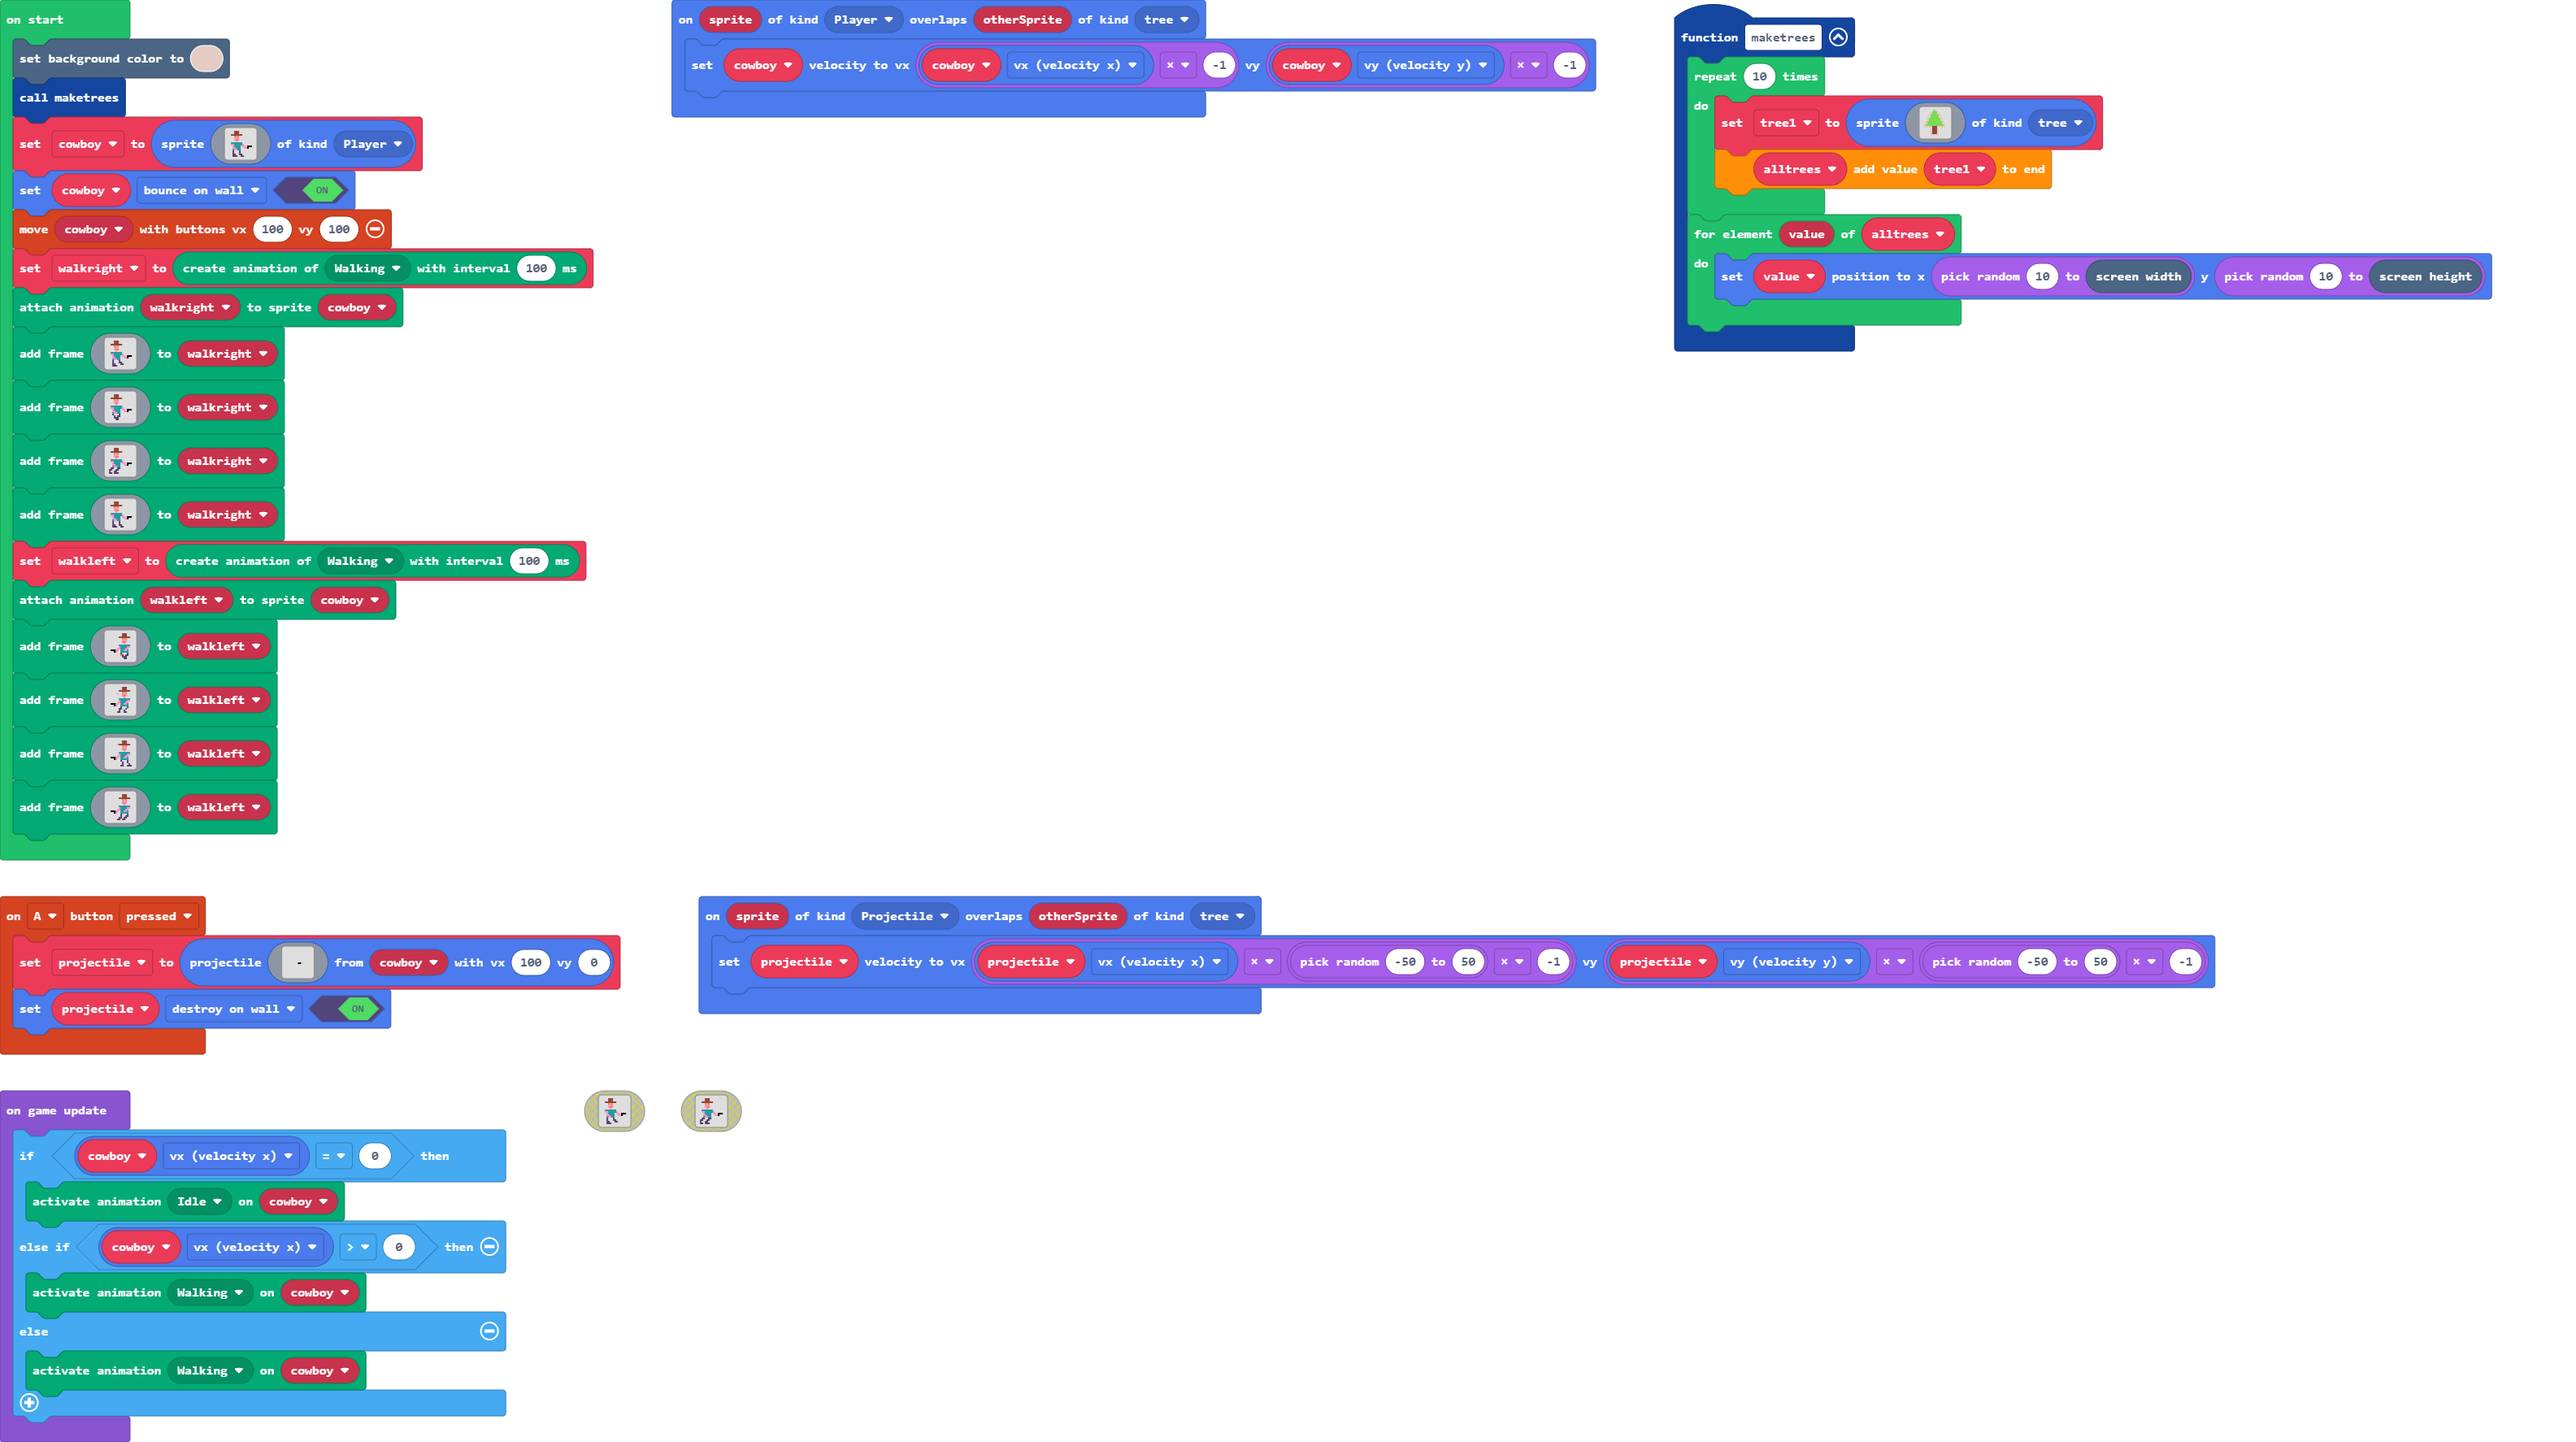 on start
set background color to
call maketrees
set cowboy to sprite of kind Player
set cowboy bounce on wall ON
move cowboy with buttons vx 100 vy 100
set walkright to create animation of Walking with interval 100 ms
attach animation walkright to sprite cowboy
add frame to walkright
add frame to walkright
add frame to walkright
add frame to walkright
set walkleft to create animation of Walking with interval 100 ms
attach animation walkleft to sprite cowboy
add frame to walkleft
add frame to walkleft
add frame to walkleft
add frame to walkleft
on sprite of kind Player overlaps otherSprite of kind tree
set cowboy velocity to vx cowboy vx (velocity x) × -1 vy cowboy vy (velocity y) × -1
function maketrees
repeat 10 times
do
set tree1 to sprite of kind tree
alltrees add value tree1 to end
for element value of alltrees
do
set value position to x pick random 10 to screen width y pick random 10 to screen height
on A button pressed
set projectile to projectile from cowboy with vx 100 vy 0
set projectile destroy on wall ON
on sprite of kind Projectile overlaps otherSprite of kind tree
set projectile velocity to vx projectile vx (velocity x) × pick random -50 to 50 × -1 vy projectile vy (velocity y) × pick random -50 to 50 × -1
on game update
if cowboy vx (velocity x) = 0 then
activate animation Idle on cowboy
else if cowboy vx (velocity x) > 0 then
activate animation Walking on cowboy
else
activate animation Walking on cowboy